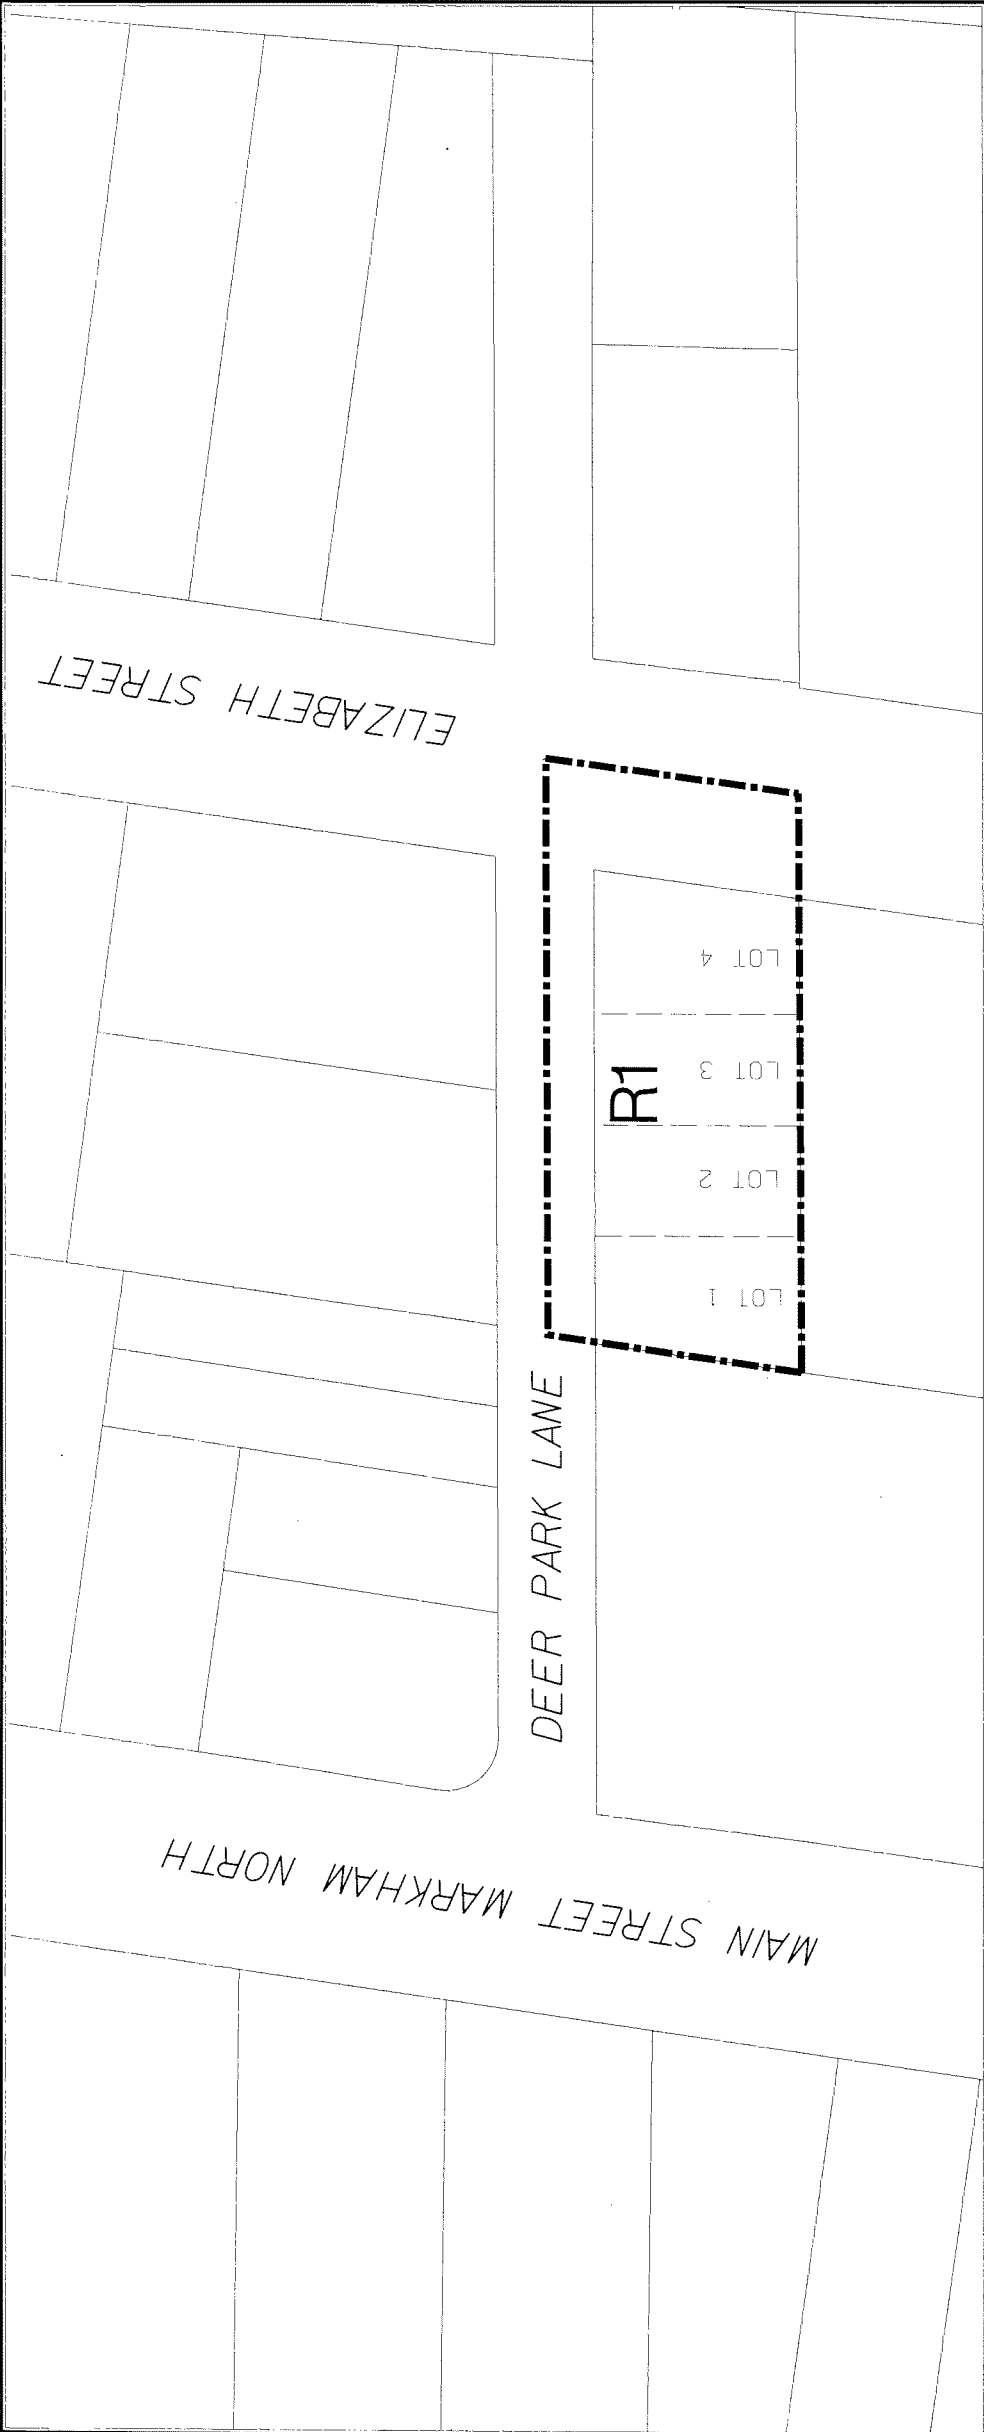 ELIZABETH STREET
LOT 4
LOT 3
R1
LOT 2
LOT 1
DEER PARK LANE
MAIN STREET MARKHAM NORTH